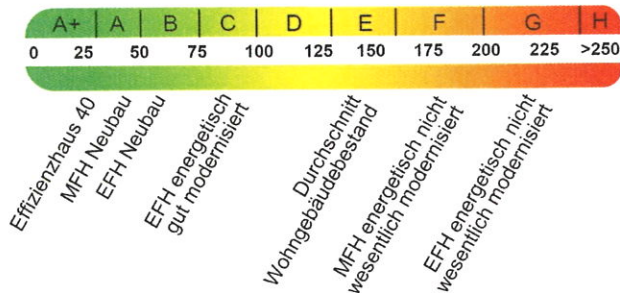 A+ A B C D E F G H
0 25 50 75 100 125 150 175 200 225 >250
Effizienzhaus 40
MFH Neubau
EFH Neubau
EFH energetisch
gut modernisiert
Durchschnitt
Wohngebäudebestand
MFH energetisch nicht
wesentlich modernisiert
EFH energetisch nicht
wesentlich modernisiert